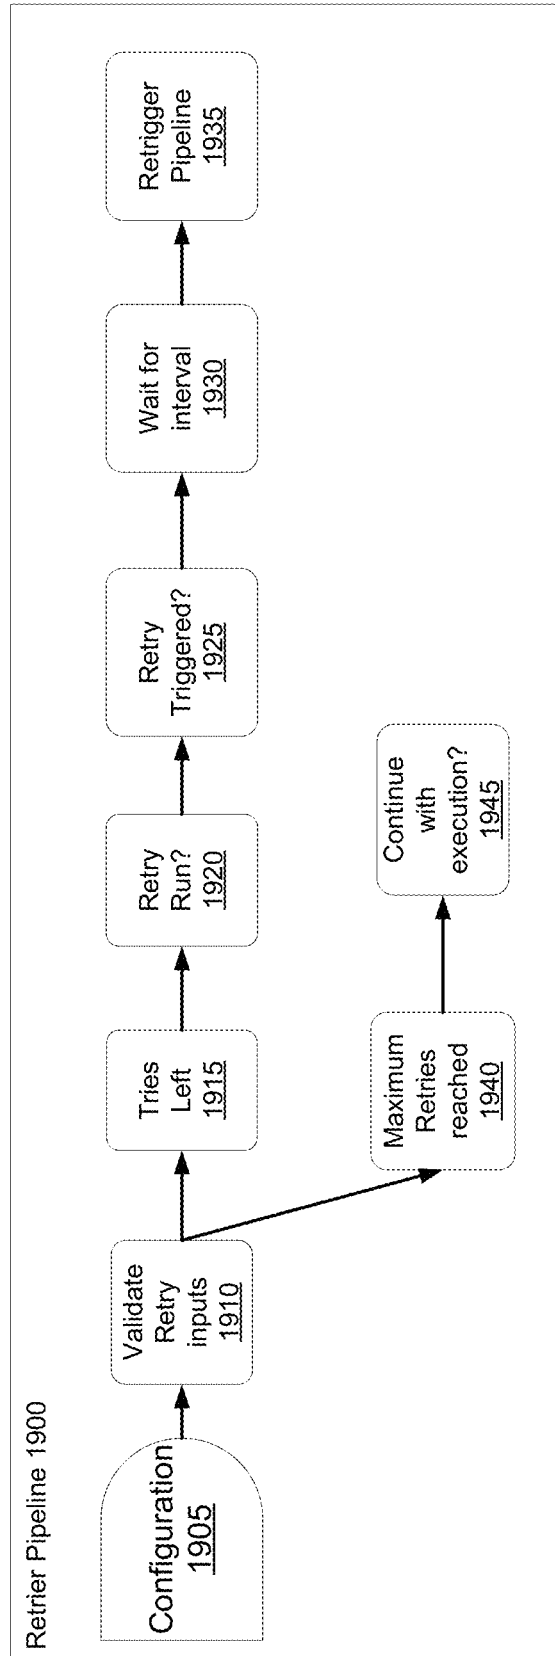 Retrier Pipeline 1900
Configuration
1905
Validate
Retry
inputs
1910
Tries
Left
1915
Retry
Run?
1920
Retry
Triggered?
1925
Wait for
interval
1930
Retrigger
Pipeline
1935
Maximum
Retries
reached
1940
Continue
with
execution?
1945